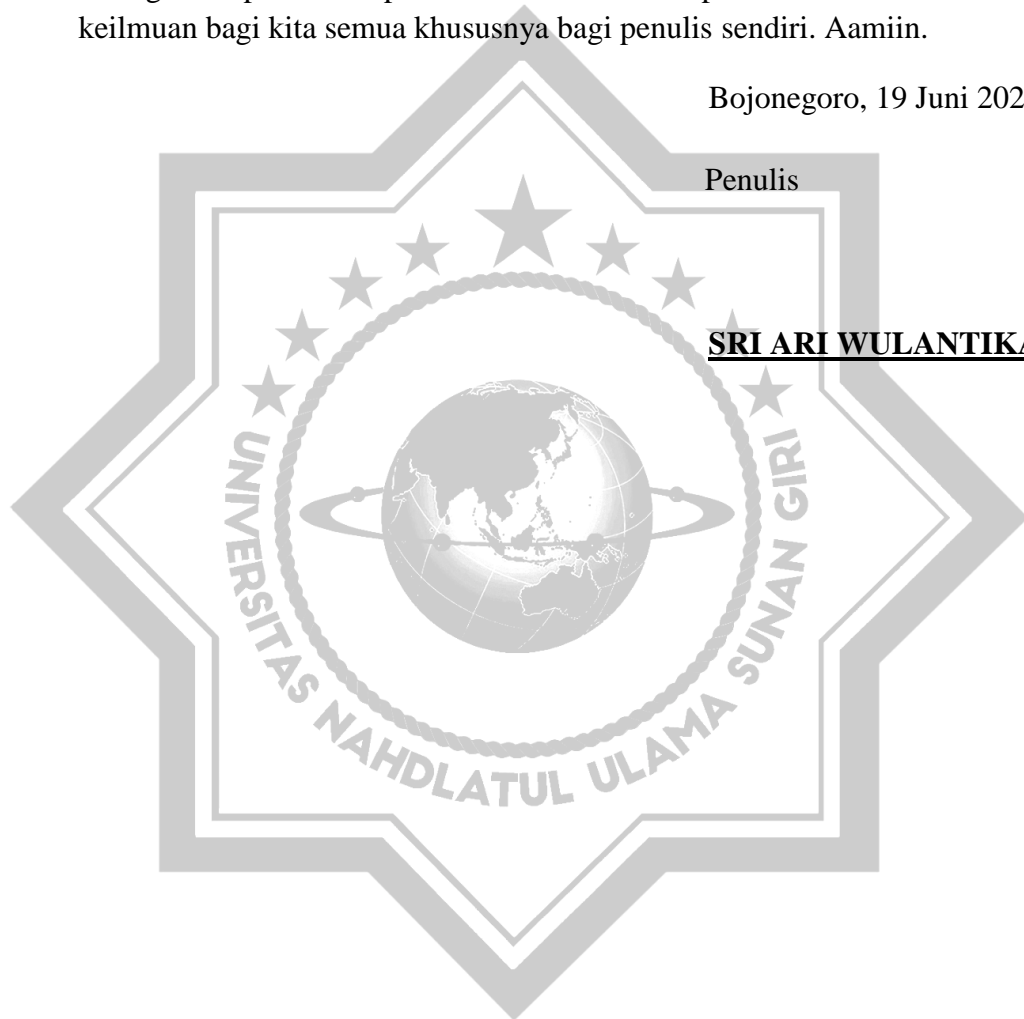 keilmuan bagi kita semua khususnya bagi penulis sendiri. Aamiin.
Bojonegoro, 19 Juni 202
Penulis
SRI ARI WULANTIKA
UNIVERSITAS NAHDLATUL ULAMA SUNAN GIRI